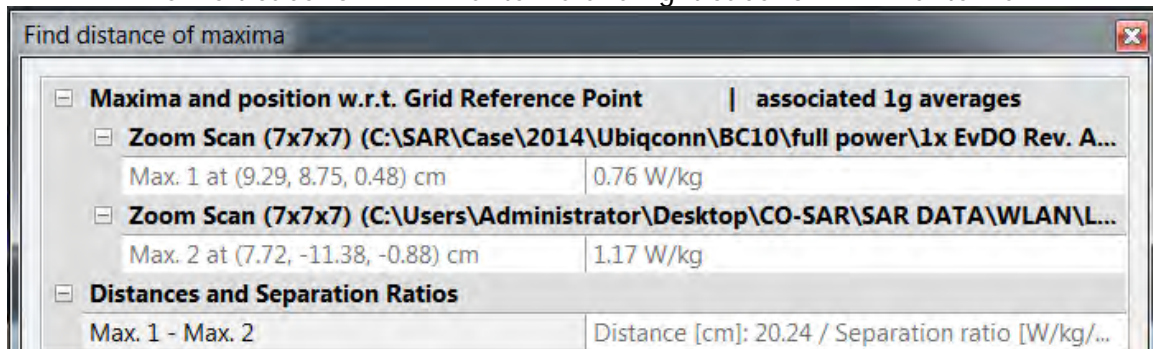 Find distance of maxima
Maxima and position w.r.t. Grid Reference Point | associated 1g averages
Zoom Scan (7x7x7) (C:\SAR\Case\2014\Ubiqconn\BC10\full power\1x EvDO Rev. A...
Max. 1 at (9.29, 8.75, 0.48) cm 0.76 W/kg
Zoom Scan (7x7x7) (C:\Users\Administrator\Desktop\CO-SAR\SAR DATA\WLAN\L...
Max. 2 at (7.72, -11.38, -0.88) cm 1.17 W/kg
Distances and Separation Ratios
Max. 1 - Max. 2 Distance [cm]: 20.24 / Separation ratio [W/kg/...